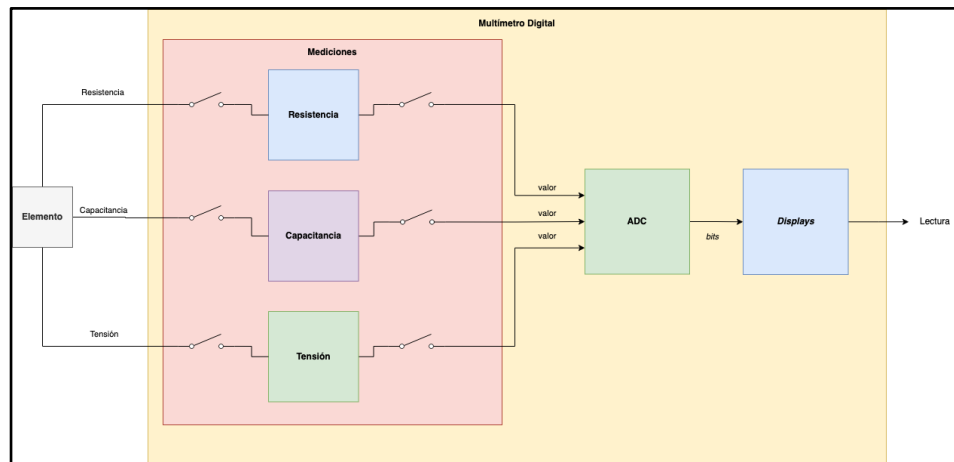 Multímetro Digital
Mediciones
Resistencia
Resistencia
valor
Elemento
Capacitancia
Capacitancia
valor
valor
ADC
bits
Displays
Lectura
Tensión
Tensión